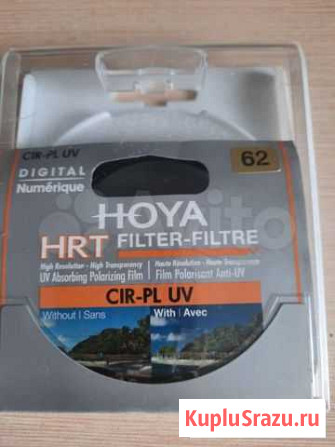 CIR-PL UV
DIGITAL
Numérique
62
HOYA
HRT FILTER-FILTRE
High Resolution - High Transparency
UV Absorbing Polarizing Film
Haute Résolution - Haute Transparence
Film Polarisant Anti-UV
CIR-PL UV
Without | Sans
With | Avec
KupluSrazu.ru